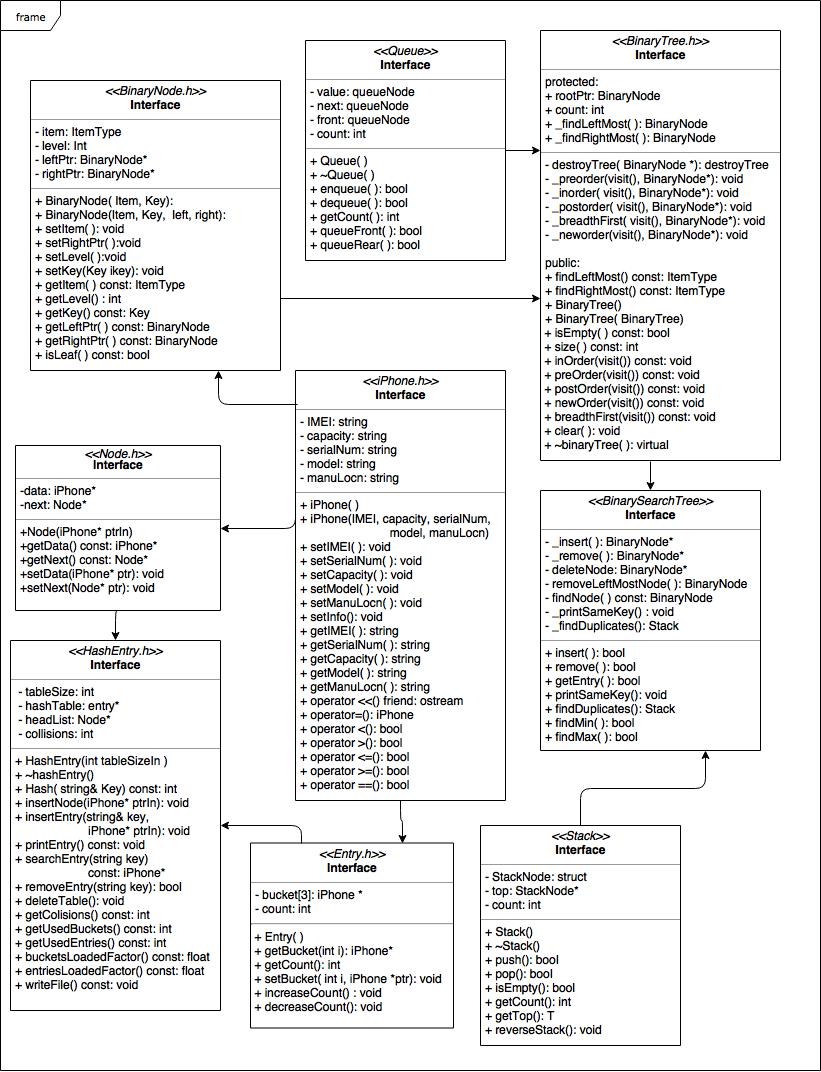 frame
<<BinaryNode.h>>
Interface
- item: ItemType
- level: Int
- leftPtr: BinaryNode*
- rightPtr: BinaryNode*
+ BinaryNode( Item, Key):
+ BinaryNode(Item, Key,  left, right):
+ setItem( ): void
+ setRightPtr( ):void
+ setLevel( ):void
+ setKey(Key ikey): void
+ getItem( ) const: ItemType
+ getLevel() : int
+ getKey() const: Key
+ getLeftPtr( ) const: BinaryNode
+ getRightPtr( ) const: BinaryNode
+ isLeaf( ) const: bool
<<Queue>>
Interface
- value: queueNode
- next: queueNode
- front: queueNode
- count: int
+ Queue( )
+ ~Queue( )
+ enqueue( ): bool
+ dequeue( ): bool
+ getCount( ): int
+ queueFront( ): bool
+ queueRear( ): bool
<<BinaryTree.h>>
Interface
protected:
+ rootPtr: BinaryNode
+ count: int
+ _findLeftMost( ): BinaryNode
+ _findRightMost( ): BinaryNode
- destroyTree( BinaryNode *): destroyTree
- _preorder(visit(), BinaryNode*): void
- _inorder( visit(), BinaryNode*): void
- _postorder( visit(), BinaryNode*): void
- _breadthFirst( visit(), BinaryNode*): void
- _neworder(visit(), BinaryNode*): void
public:
+ findLeftMost() const: ItemType
+ findRightMost() const: ItemType
+ BinaryTree()
+ BinaryTree( BinaryTree)
+ isEmpty( ) const: bool
+ size( ) const: int
+ inOrder(visit()) const: void
+ preOrder(visit()) const: void
+ postOrder(visit()) const: void
+ newOrder(visit()) const: void
+ breadthFirst(visit()) const: void
+ clear( ): void
+ ~binaryTree( ): virtual
<<iPhone.h>>
Interface
- IMEI: string
- capacity: string
- serialNum: string
- model: string
- manuLocn: string
+ iPhone( )
+ iPhone(IMEI, capacity, serialNum,
model, manuLocn)
+ setIMEI( ): void
+ setSerialNum( ): void
+ setCapacity( ): void
+ setModel( ): void
+ setManuLocn( ): void
+ setInfo(): void
+ getIMEI( ): string
+ getSerialNum( ): string
+ getCapacity( ): string
+ getModel( ): string
+ getManuLocn( ): string
+ operator <<() friend: ostream
+ operator=(): iPhone
+ operator <(): bool
+ operator >(): bool
+ operator <=(): bool
+ operator >=(): bool
+ operator ==(): bool
<<Node.h>>
Interface
-data: iPhone*
-next: Node*
+Node(iPhone* ptrIn)
+getData() const: iPhone*
+getNext() const: Node*
+setData(iPhone* ptr): void
+setNext(Node* ptr): void
<<BinarySearchTree>>
Interface
- _insert( ): BinaryNode*
- _remove( ): BinaryNode*
- deleteNode: BinaryNode*
- removeLeftMostNode( ): BinaryNode
- findNode( ) const: BinaryNode
- _printSameKey( ) : void
- _findDuplicates(): Stack
+ insert( ): bool
+ remove( ): bool
+ getEntry( ): bool
+ printSameKey(): void
+ findDuplicates(): Stack
+ findMin( ): bool
+ findMax( ): bool
<<HashEntry.h>>
Interface
- tableSize: int
- hashTable: entry*
- headList: Node*
- collisions: int
+ HashEntry(int tableSizeIn )
+ ~hashEntry()
+ Hash( string& Key) const: int
+ insertNode(iPhone* ptrIn): void
+ insertEntry(string& key,
iPhone* ptrIn): void
+ printEntry() const: void
+ searchEntry(string key)
const: iPhone*
+ removeEntry(string key): bool
+ deleteTable(): void
+ getColisions() const: int
+ getUsedBuckets() const: int
+ getUsedEntries() const: int
+ bucketsLoadedFactor() const: float
+ entriesLoadedFactor() const: float
+ writeFile() const: void
<<Entry.h>>
Interface
- bucket[3]: iPhone *
- count: int
+ Entry( )
+ getBucket(int i): iPhone*
+ getCount(): int
+ setBucket( int i, iPhone *ptr): void
+ increaseCount() : void
+ decreaseCount(): void
<<Stack>>
Interface
- StackNode: struct
- top: StackNode*
- count: int
+ Stack()
+ ~Stack()
+ push(): bool
+ pop(): bool
+ isEmpty(): bool
+ getCount(): int
+ getTop(): T
+ reverseStack(): void